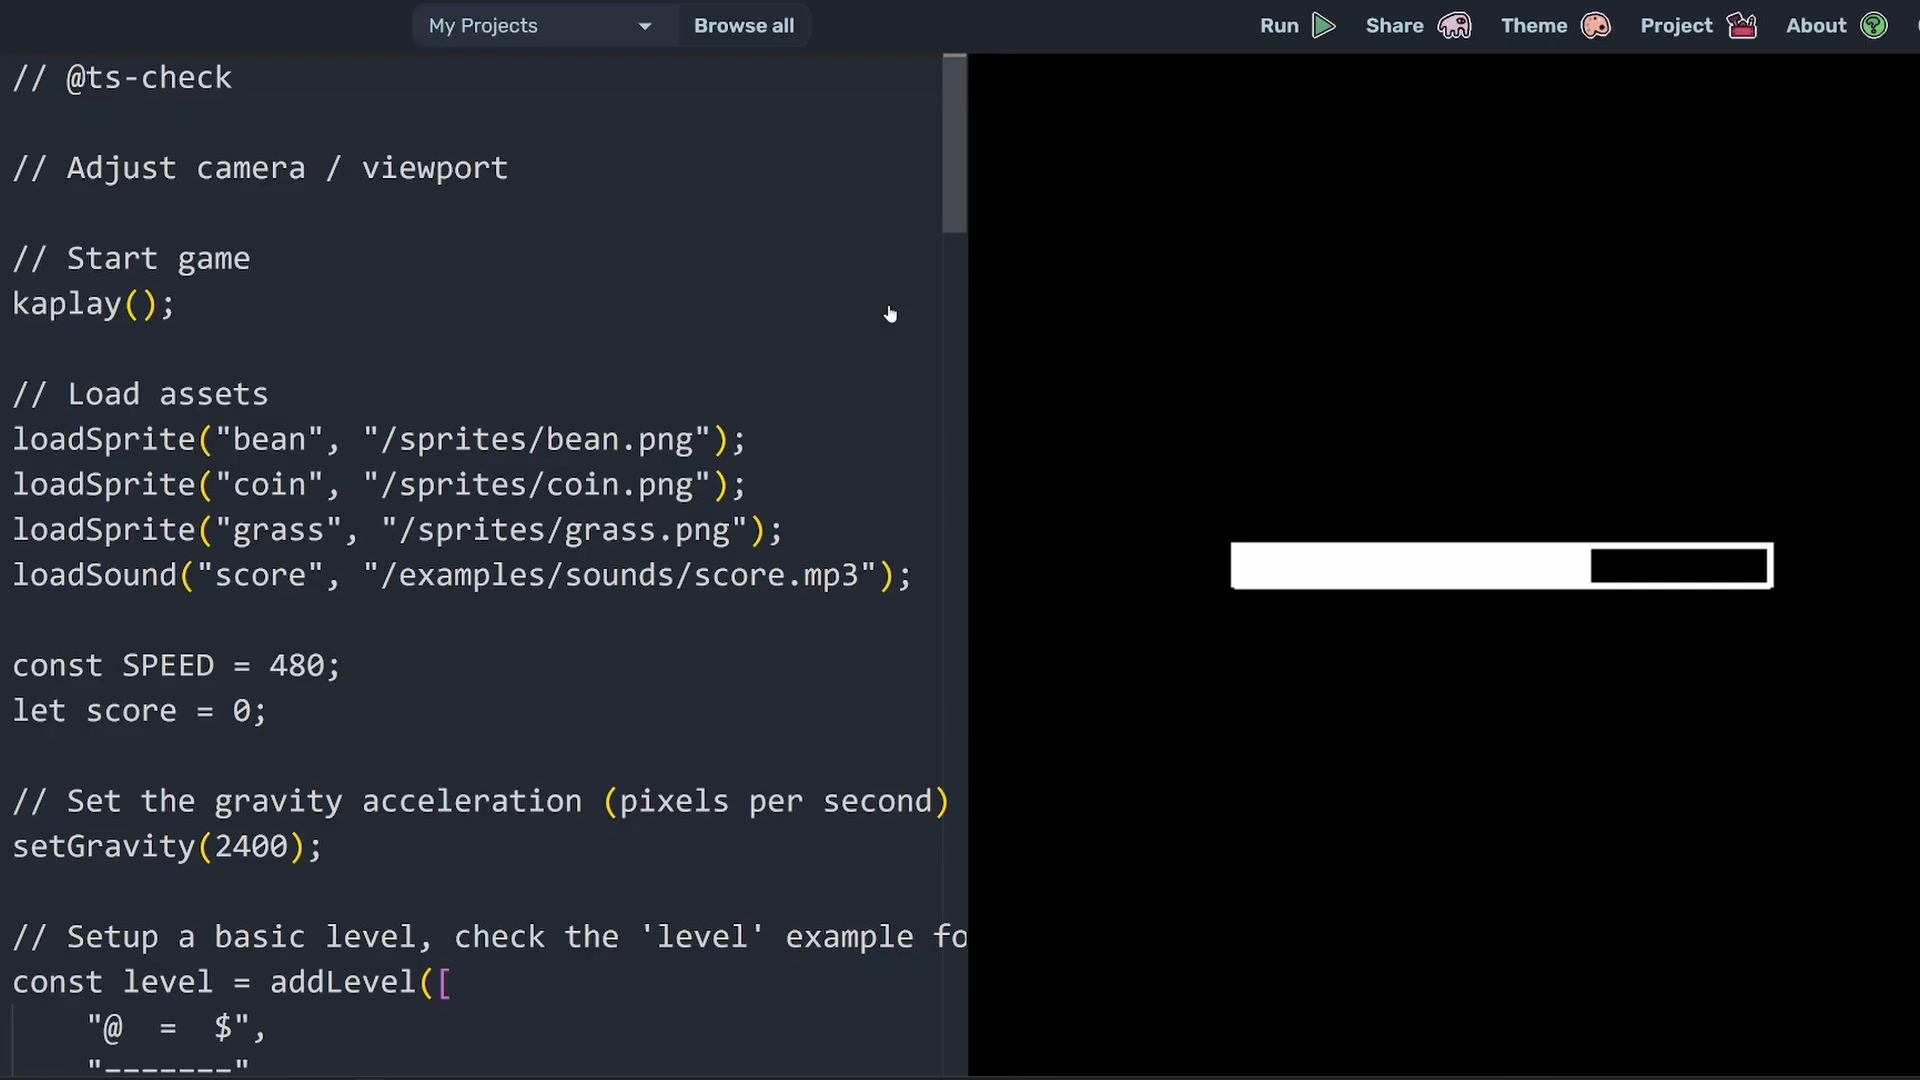 My Projects
Browse all
Run
Share
Theme
Project
About
// @ts-check
// Adjust camera / viewport
// Start game
kaplay();
// Load assets
loadSprite("bean", "/sprites/bean.png");
loadSprite("coin", "/sprites/coin.png");
loadSprite("grass", "/sprites/grass.png");
loadSound("score", "/examples/sounds/score.mp3");
const SPEED = 480;
let score = 0;
// Set the gravity acceleration (pixels per second)
setGravity(2400);
// Setup a basic level, check the 'level' example fo
const level = addLevel([
"@  =  $",
"-------"